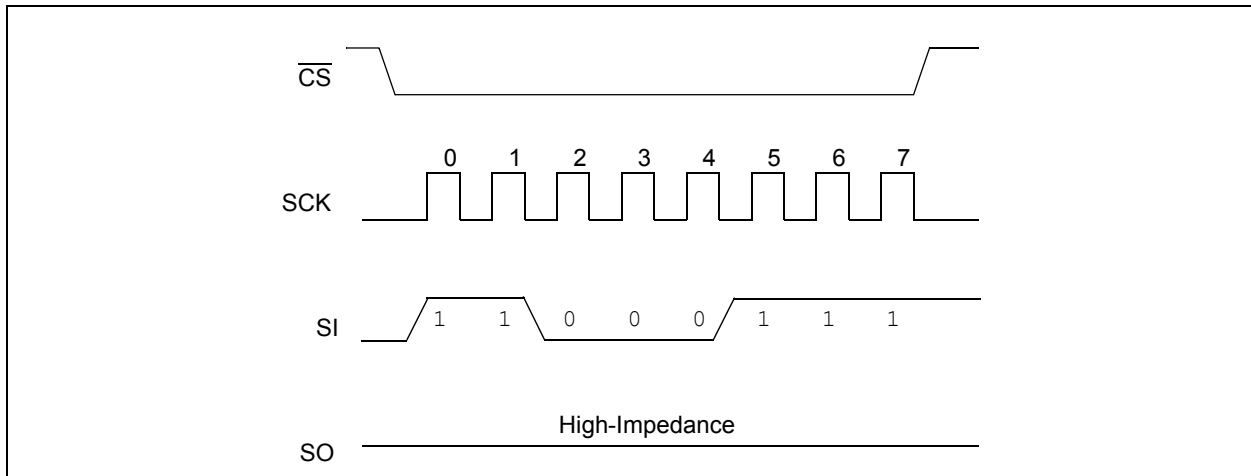 C̅S̅
0 1 2 3 4 5 6 7
SCK
SI 1 1 0 0 0 1 1 1
High-Impedance
SO